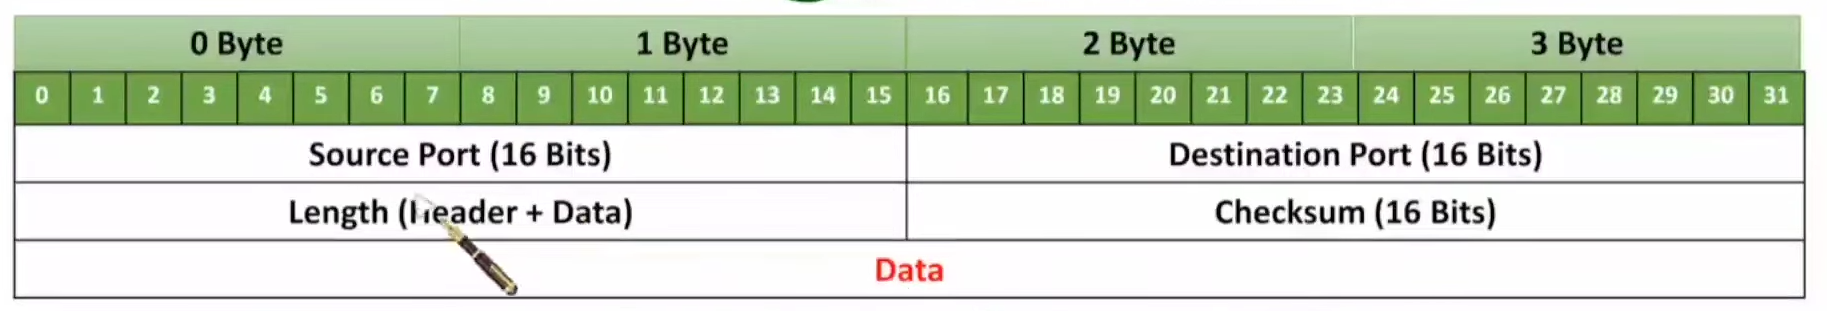 0 Byte 1 Byte 2 Byte 3 Byte
0 1 2 3 4 5 6 7 8 9 10 11 12 13 14 15 16 17 18 19 20 21 22 23 24 25 26 27 28 29 30 31
Source Port (16 Bits) Destination Port (16 Bits)
Length (Header + Data) Checksum (16 Bits)
Data